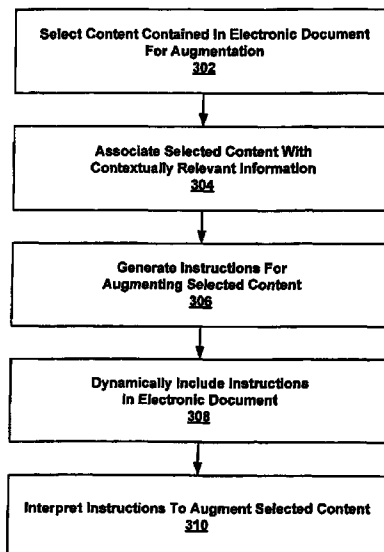 Select Content Contained In Electronic Document
For Augmentation
302
Associate Selected Content With
Contextually Relevant Information
304
Generate Instructions For
Augmenting Selected Content
306
Dynamically Include Instructions
In Electronic Document
308
Interpret Instructions To Augment Selected Content
310